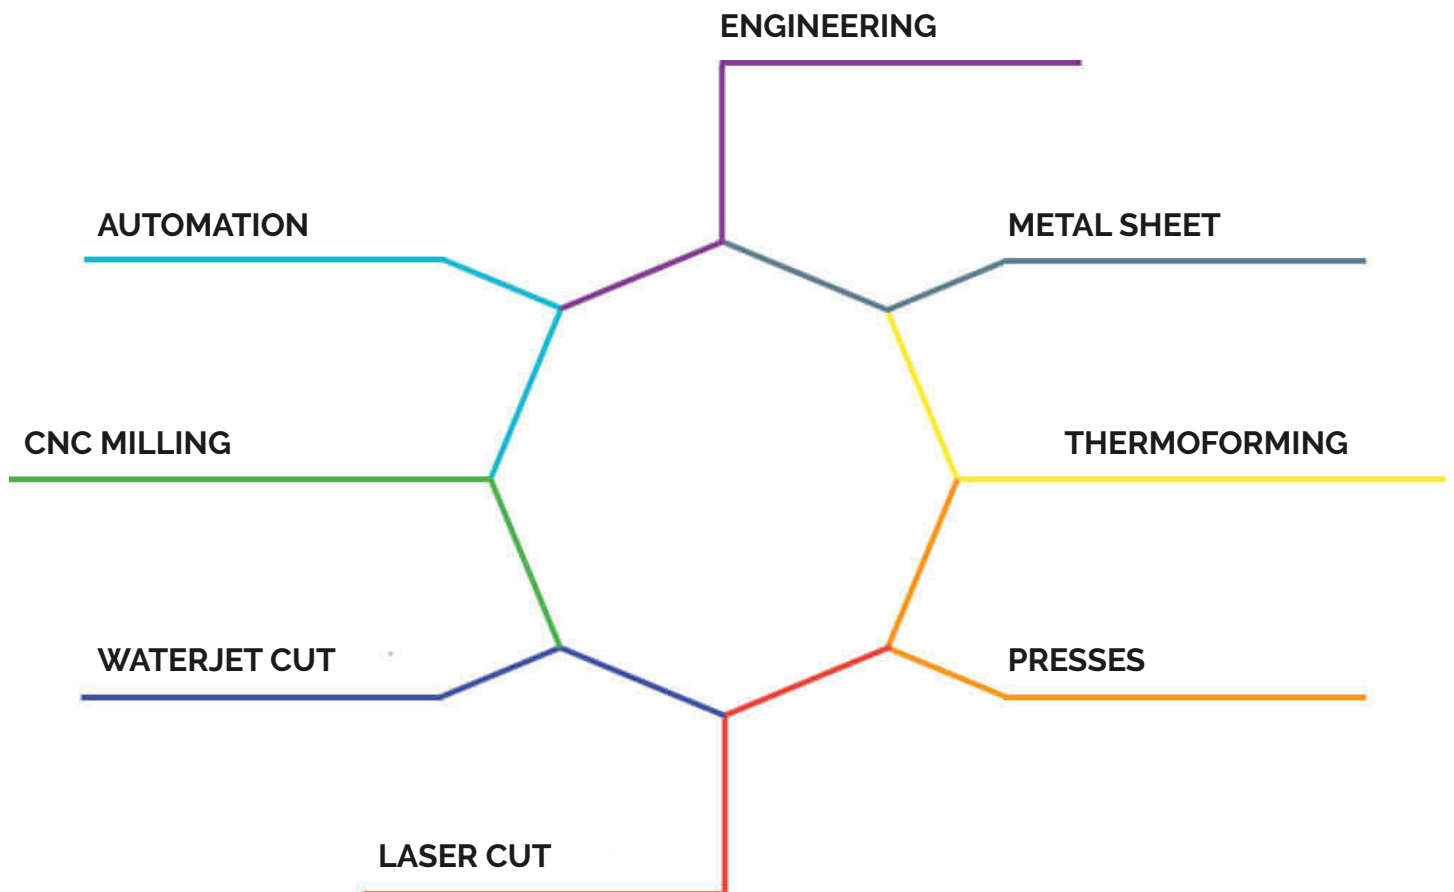 ENGINEERING
AUTOMATION
METAL SHEET
CNC MILLING
THERMOFORMING
WATERJET CUT
PRESSES
LASER CUT